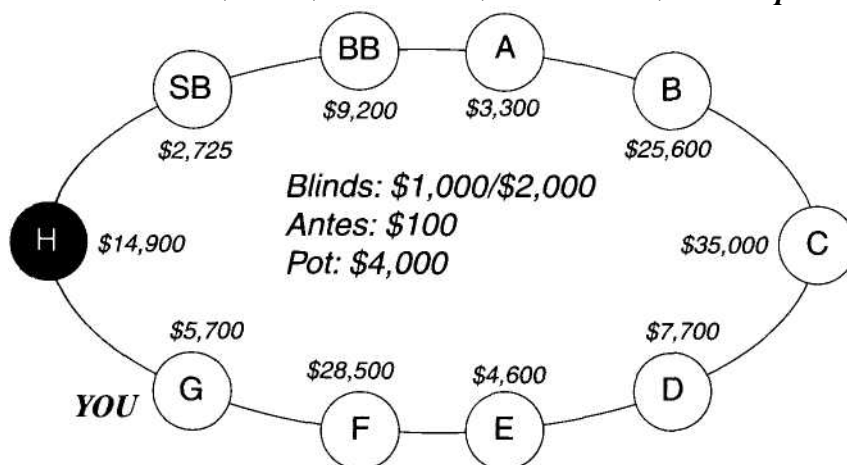 BB
A
SB
B
$9,200
$3,300
$2,725
$25,600
Blinds: $1,000/$2,000
Antes: $100
Pot: $4,000
H
$14,900
$35,000
C
$5,700
$28,500
$4,600
$7,700
YOU
G
F
E
D